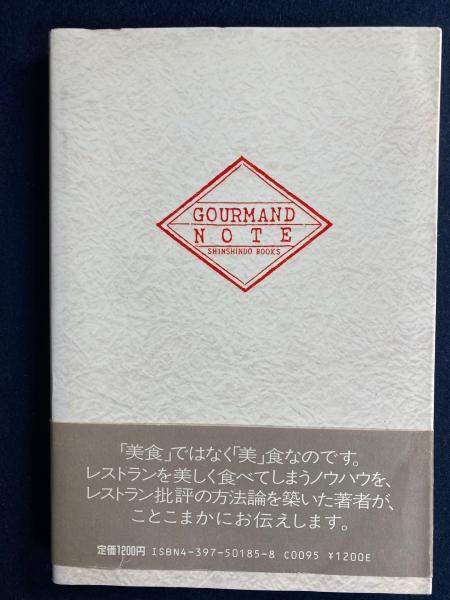 GOURMAND
NOTE
SHINSHINDO BOOKS
「美食」ではなく「美」食なのです。
レストランを美しく食べてしまうノウハウを、
レストラン批評の方法論を築いた著者が、
ことこまかにお伝えします。
定価1200円 ISBN4-397-50185-8 C0095 ¥1200E